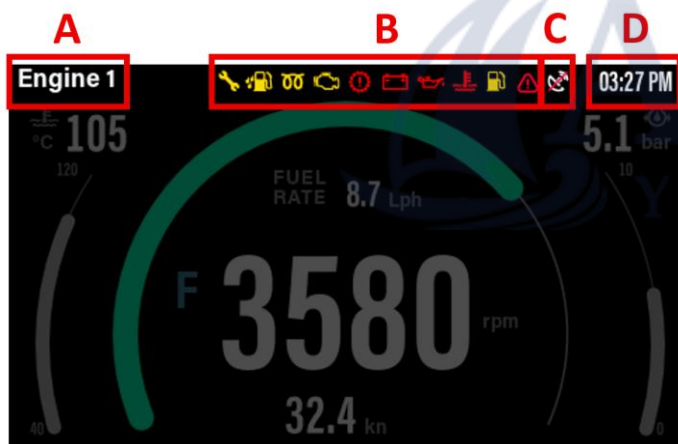 A B C D
Engine 1 03:27 PM
°C 105 5.1 bar
120 10
FUEL RATE 8.7 Lph
F 3580 rpm
32.4 kn
40 0
Y